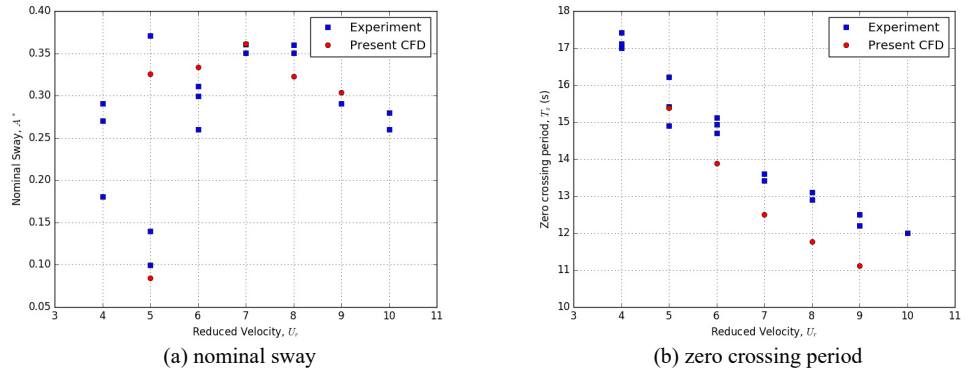 0.40
0.35
0.30
0.25
0.20
0.15
0.10
0.05
Nominal Sway, A*
3 4 5 6 7 8 9 10 11
Reduced Velocity, U_r
Experiment
Present CFD
(a) nominal sway
18
17
16
15
14
13
12
11
10
Zero crossing period, T_z (s)
3 4 5 6 7 8 9 10 11
Reduced Velocity, U_r
Experiment
Present CFD
(b) zero crossing period